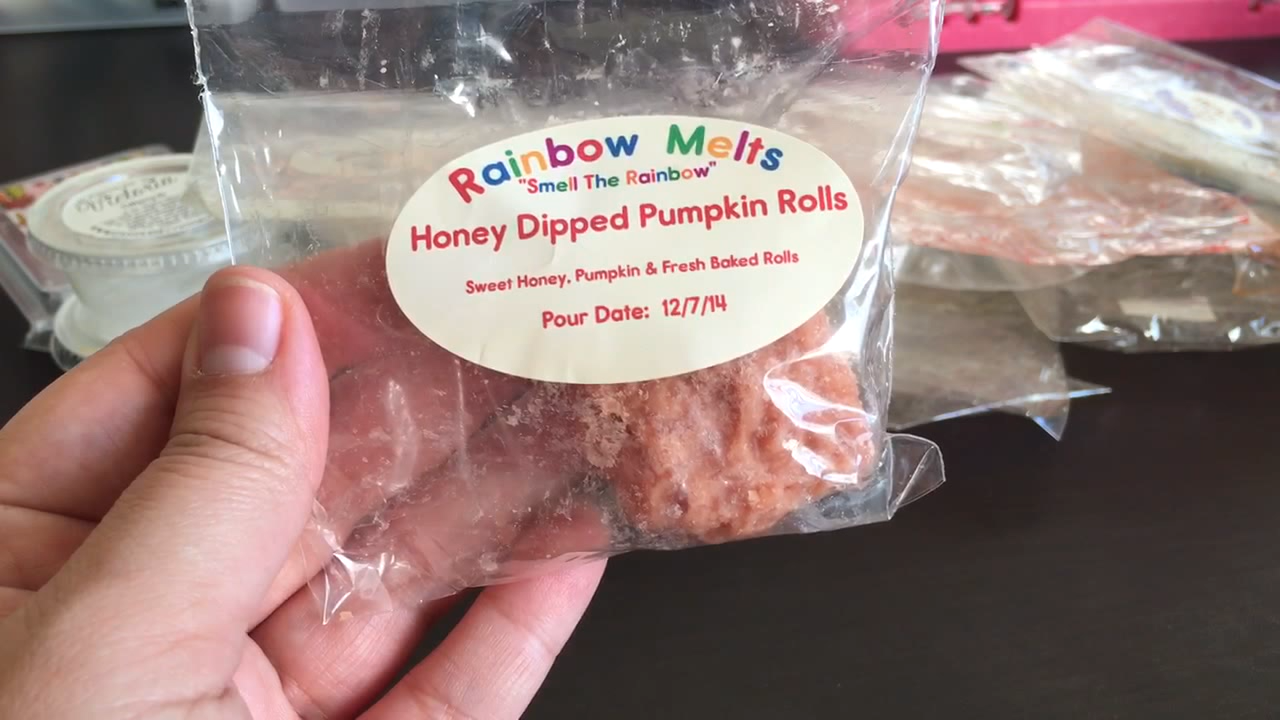 Rainbow Melts
"Smell The Rainbow"
Honey Dipped Pumpkin Rolls
Sweet Honey, Pumpkin & Fresh Baked Rolls
Pour Date: 12/7/14
Victoria